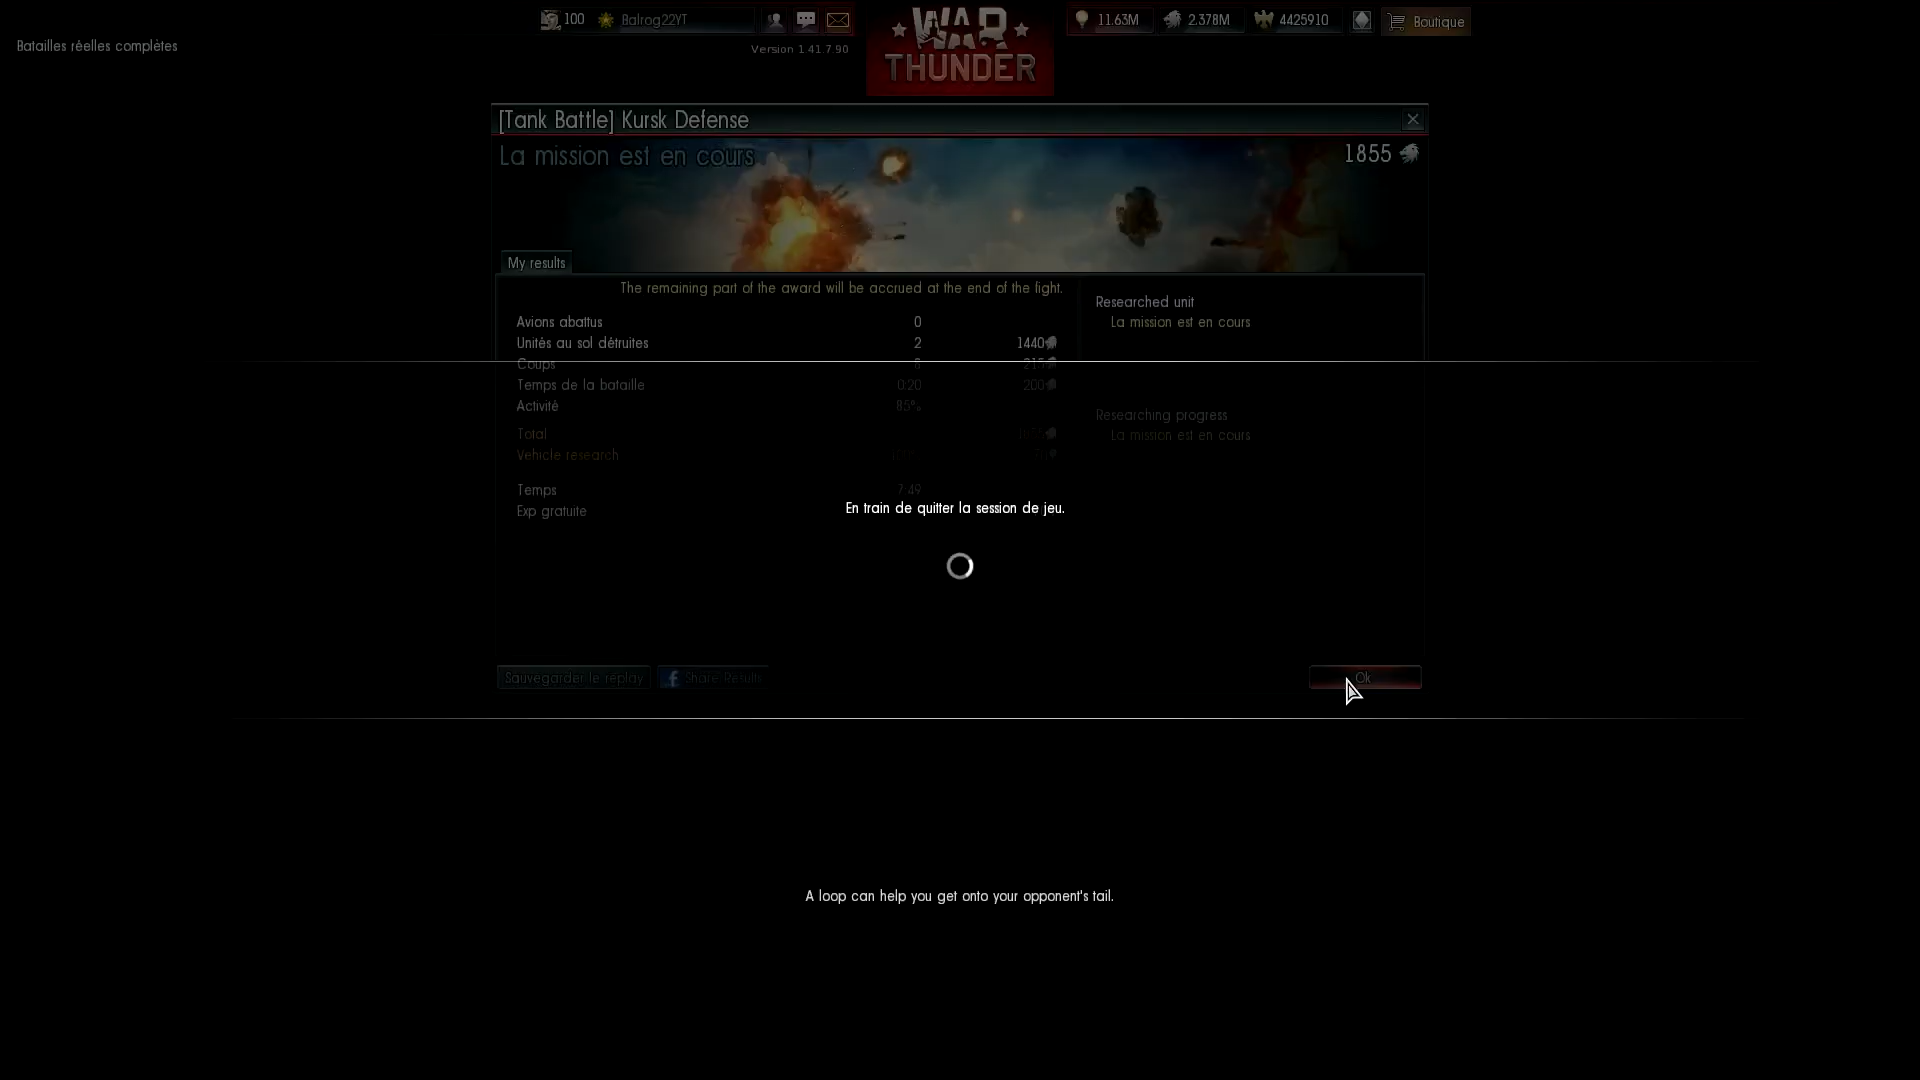 100 Balrog22YT
11.63M 2.378M 4425910 Boutique
WAR
THUNDER
Batailles réelles complètes
Version 1.41.7.90
[Tank Battle] Kursk Defense
La mission est en cours
1855
My results
The remaining part of the award will be accrued at the end of the fight.
Avions abattus 0
Unités au sol détruites 2 1440
Coups 215
Temps de la bataille 0:20 200
Activité 85%
Total 1855
Vehicle research
Temps 7:49
Exp gratuite
Researched unit
La mission est en cours
Researching progress
La mission est en cours
En train de quitter la session de jeu.
Sauvegarder le replay
Share Results
Ok
A loop can help you get onto your opponent's tail.